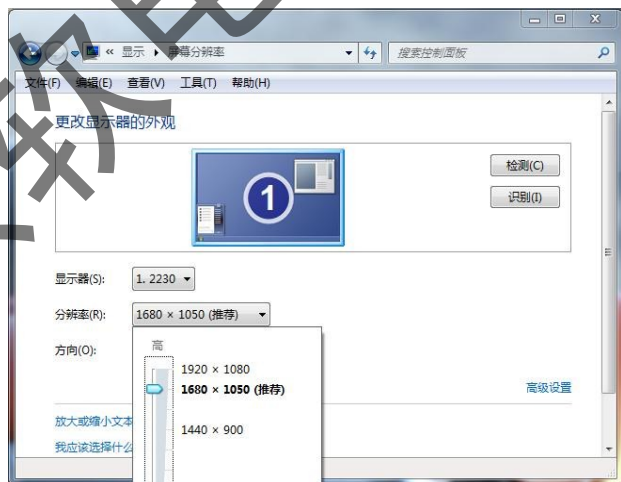 « 显示 ▸ 屏幕分辨率
搜索控制面板
文件(F) 编辑(E) 查看(V) 工具(T) 帮助(H)
更改显示器的外观
1
检测(C)
识别(I)
显示器(S): 1. 2230
分辨率(R): 1680 × 1050 (推荐)
方向(O):
高
1920 × 1080
1680 × 1050 (推荐)
1440 × 900
高级设置
放大或缩小文本
我应该选择什么